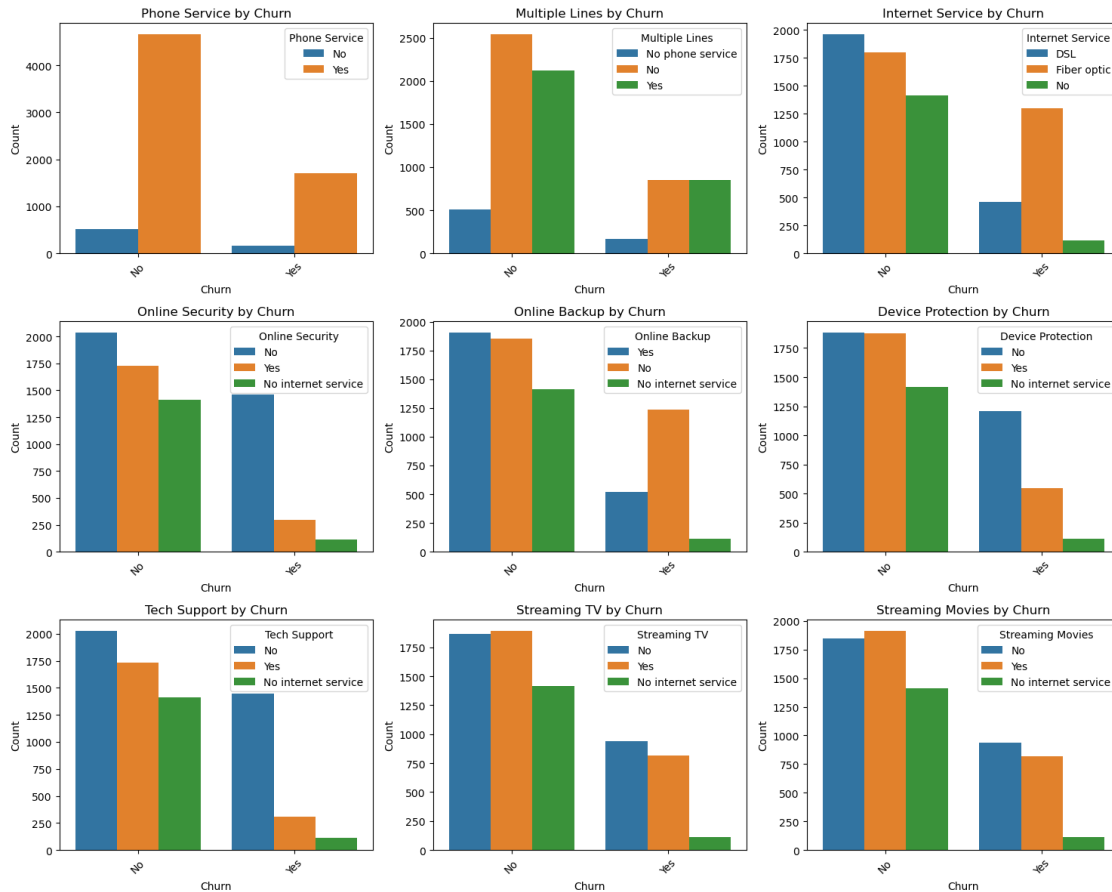 Phone Service by Churn
Phone Service
No
Yes
4000
3000
2000
1000
0
Count
No
Yes
Churn
Multiple Lines by Churn
Multiple Lines
No phone service
No
Yes
2500
2000
1500
1000
500
0
Count
No
Yes
Churn
Internet Service by Churn
Internet Service
DSL
Fiber optic
No
2000
1750
1500
1250
1000
750
500
250
0
Count
No
Yes
Churn
Online Security by Churn
Online Security
No
Yes
No internet service
2000
1750
1500
1250
1000
750
500
250
0
Count
No
Yes
Churn
Online Backup by Churn
Online Backup
Yes
No
No internet service
2000
1750
1500
1250
1000
750
500
250
0
Count
No
Yes
Churn
Device Protection by Churn
Device Protection
No
Yes
No internet service
1750
1500
1250
1000
750
500
250
0
Count
No
Yes
Churn
Tech Support by Churn
Tech Support
No
Yes
No internet service
2000
1750
1500
1250
1000
750
500
250
0
Count
No
Yes
Churn
Streaming TV by Churn
Streaming TV
No
Yes
No internet service
1750
1500
1250
1000
750
500
250
0
Count
No
Yes
Churn
Streaming Movies by Churn
Streaming Movies
No
Yes
No internet service
2000
1750
1500
1250
1000
750
500
250
0
Count
No
Yes
Churn